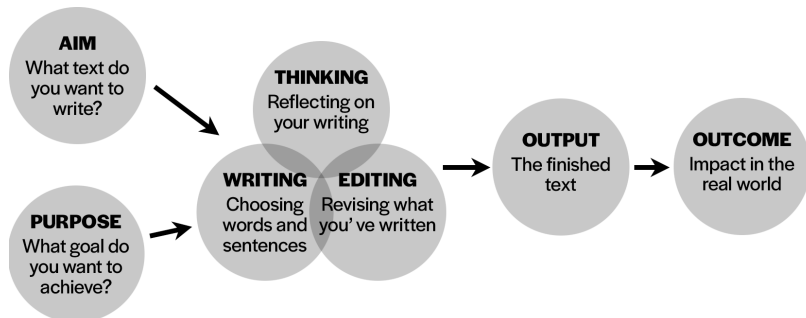 AIM
What text do
you want to
write?
PURPOSE
What goal do
you want to
achieve?
THINKING
Reflecting on
your writing
WRITING
Choosing
words and
sentences
EDITING
Revising what
you' ve written
OUTPUT
The finished
text
OUTCOME
Impact in the
real world